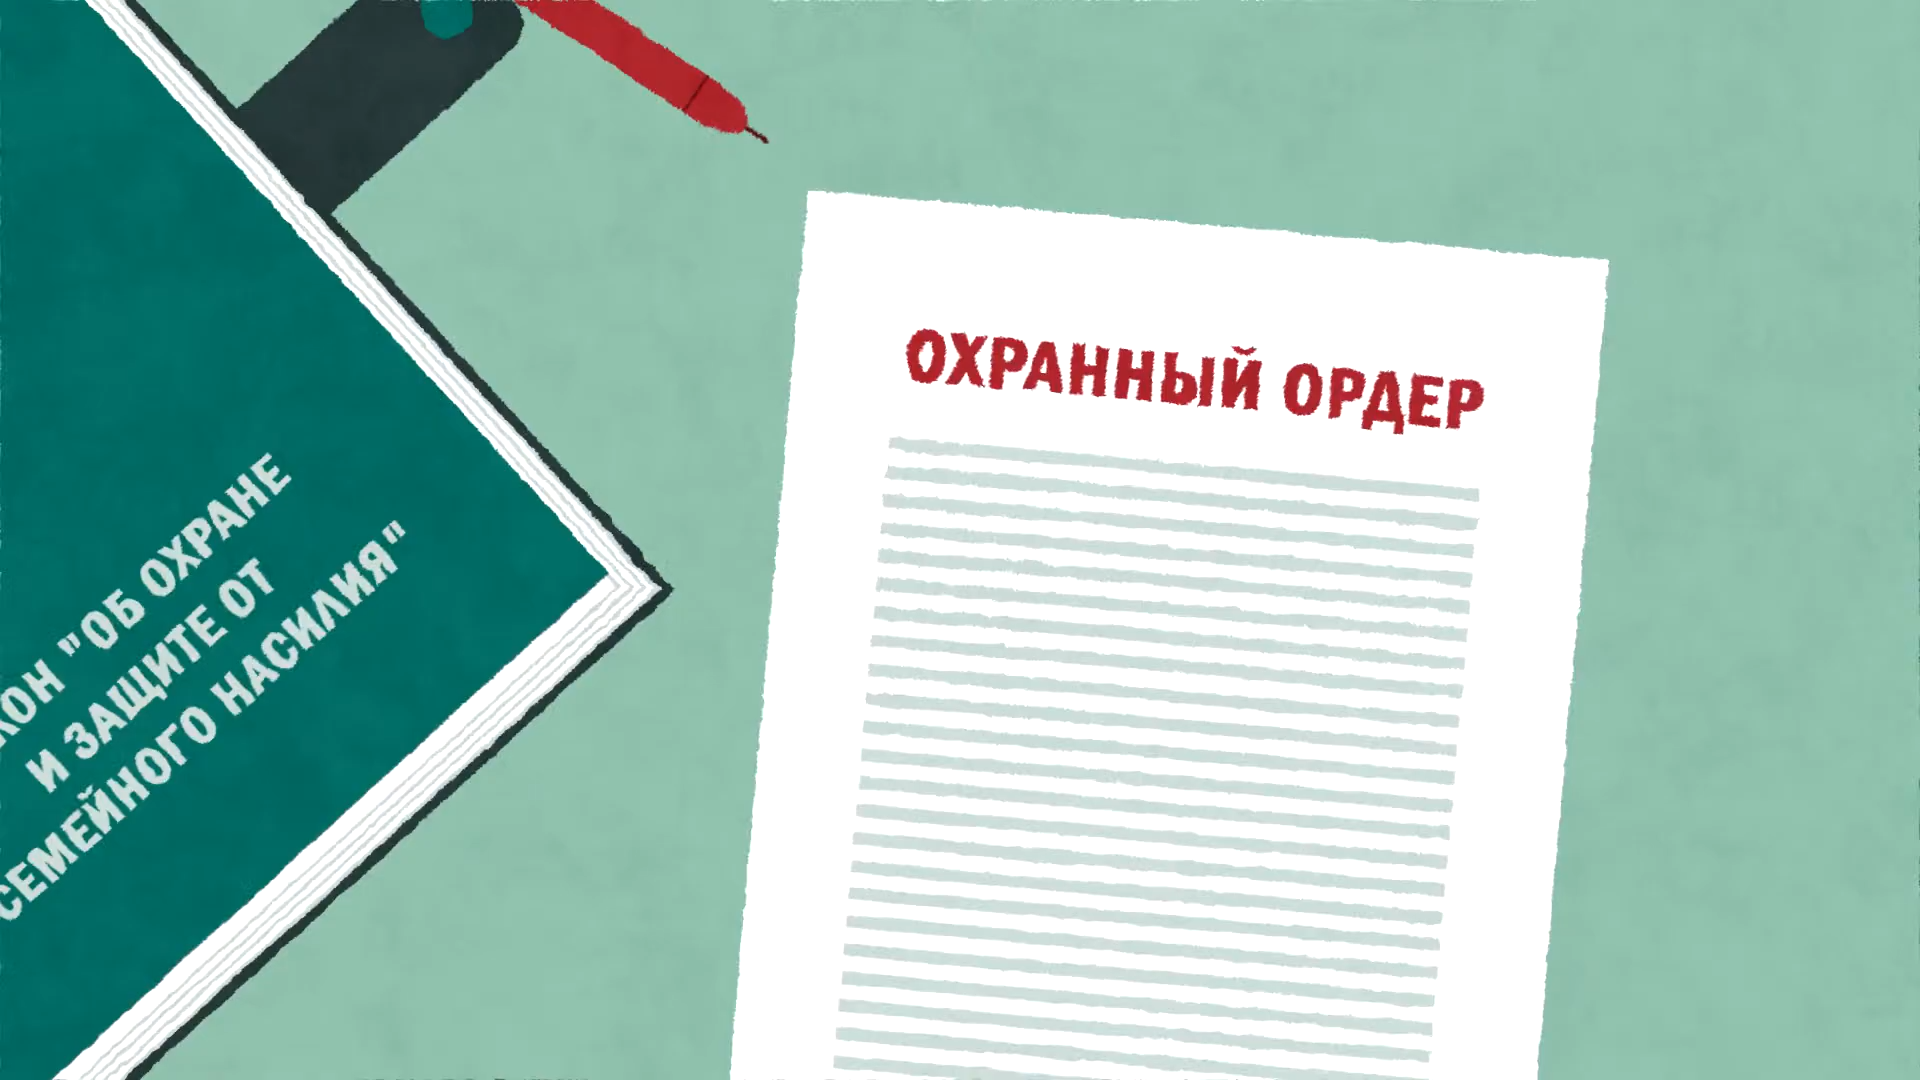 КОН "ОБ ОХРАНЕ
И ЗАЩИТЕ ОТ
СЕМЕЙНОГО НАСИЛИЯ"
ОХРАННЫЙ ОРДЕР